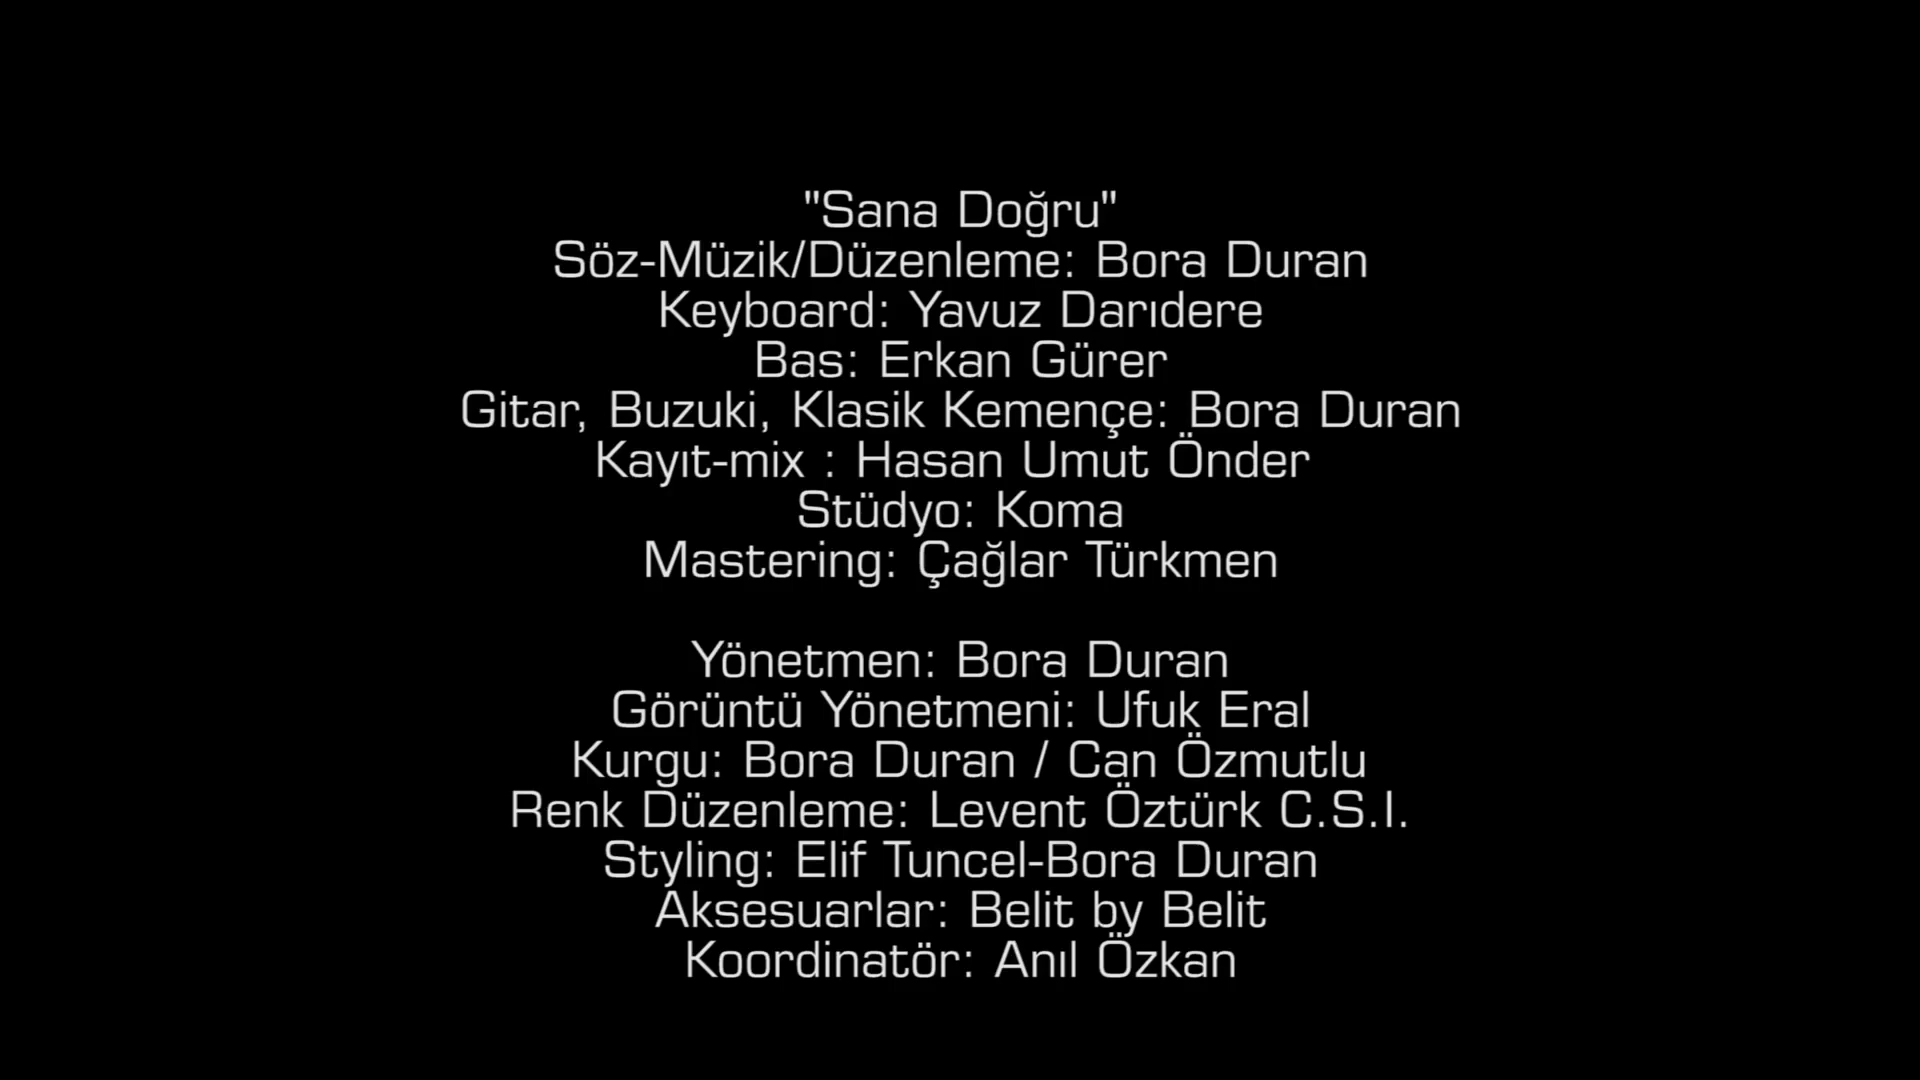 "Sana Doğru"
Söz-Müzik/Düzenleme: Bora Duran
Keyboard: Yavuz Darıdere
Bas: Erkan Gürer
Gitar, Buzuki, Klasik Kemençe: Bora Duran
Kayıt-mix : Hasan Umut Önder
Stüdyo: Koma
Mastering: Çağlar Türkmen
Yönetmen: Bora Duran
Görüntü Yönetmeni: Ufuk Eral
Kurgu: Bora Duran / Can Özmutlu
Renk Düzenleme: Levent Öztürk C.S.I.
Styling: Elif Tuncel-Bora Duran
Aksesuarlar: Belit by Belit
Koordinatör: Anıl Özkan